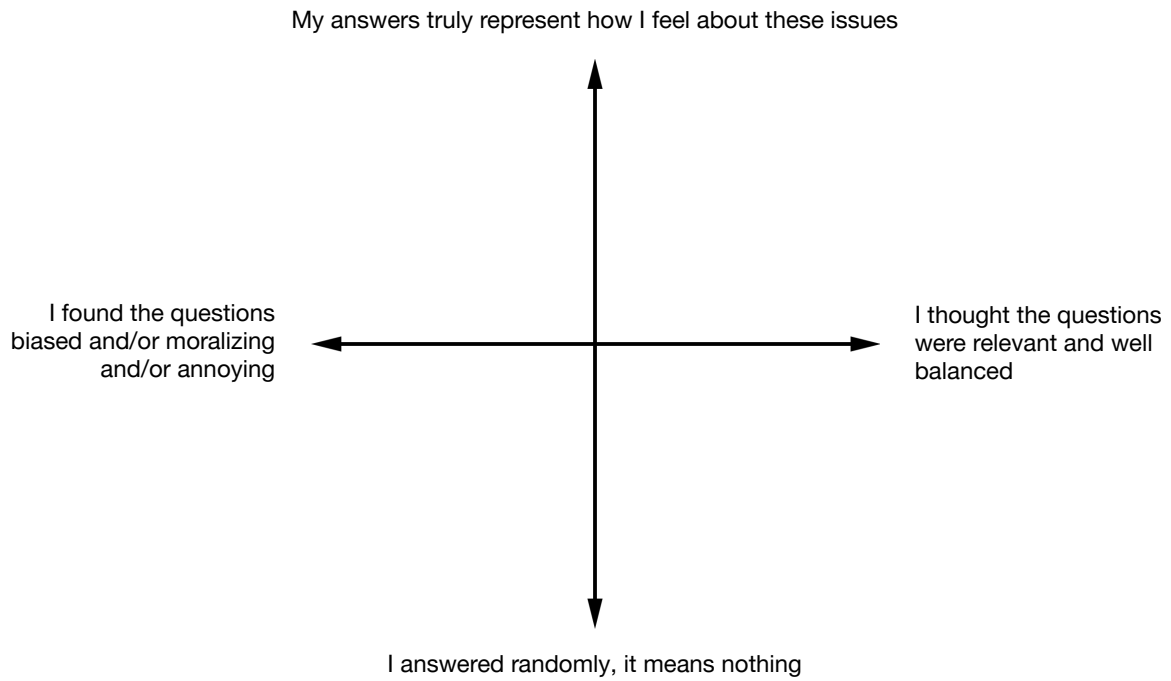 My answers truly represent how I feel about these issues
I found the questions
biased and/or moralizing
and/or annoying
I thought the questions
were relevant and well
balanced
I answered randomly, it means nothing